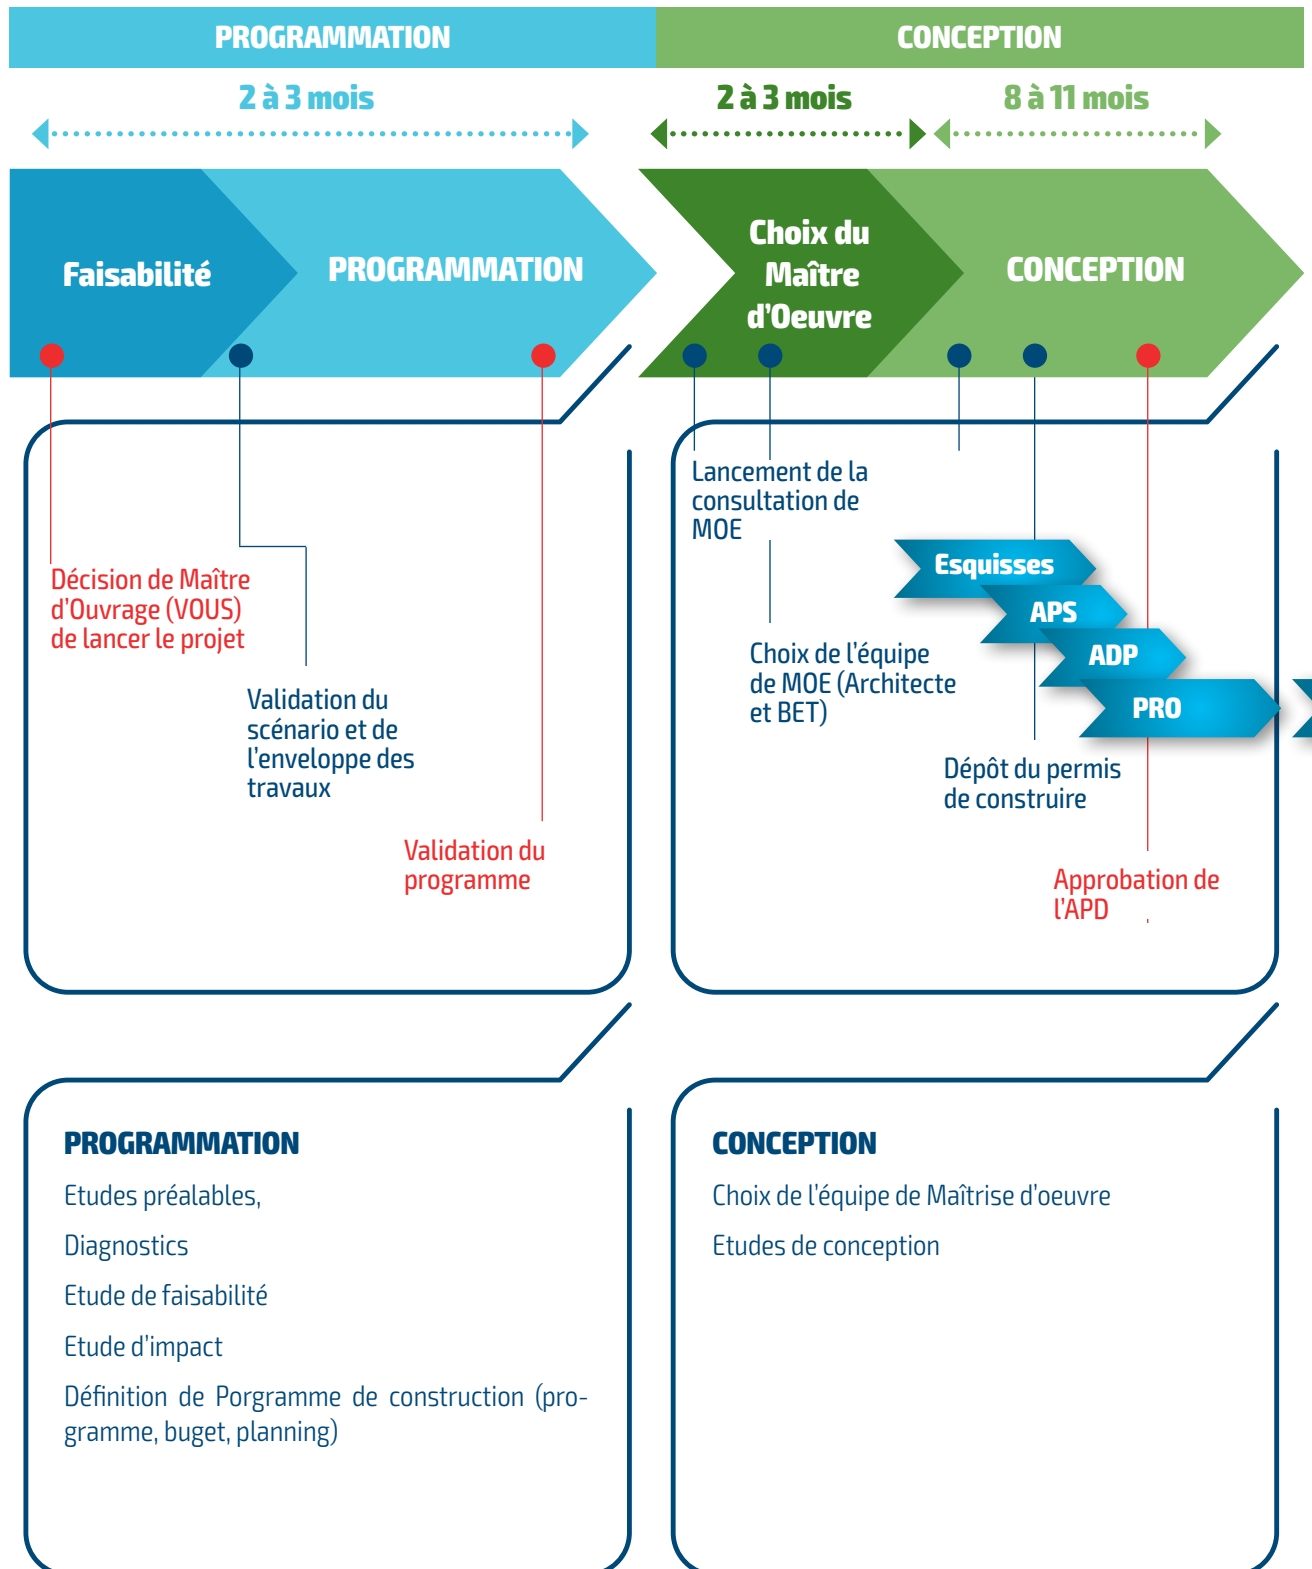 PROGRAMMATION
CONCEPTION
2 à 3 mois
2 à 3 mois
8 à 11 mois
Faisabilité
PROGRAMMATION
Choix du
Maître
d'Oeuvre
CONCEPTION
Décision de Maître
d'Ouvrage (VOUS)
de lancer le projet
Validation du
scénario et de
l'enveloppe des
travaux
Validation du
programme
Lancement de la
consultation de
MOE
Choix de l'équipe
de MOE (Architecte
et BET)
Esquisses
APS
ADP
PRO
Dépôt du permis
de construire
Approbation de
l'APD
PROGRAMMATION
Etudes préalables,
Diagnostics
Etude de faisabilité
Etude d'impact
Définition de Porgramme de construction (pro-
gramme, buget, planning)
CONCEPTION
Choix de l'équipe de Maîtrise d'oeuvre
Etudes de conception